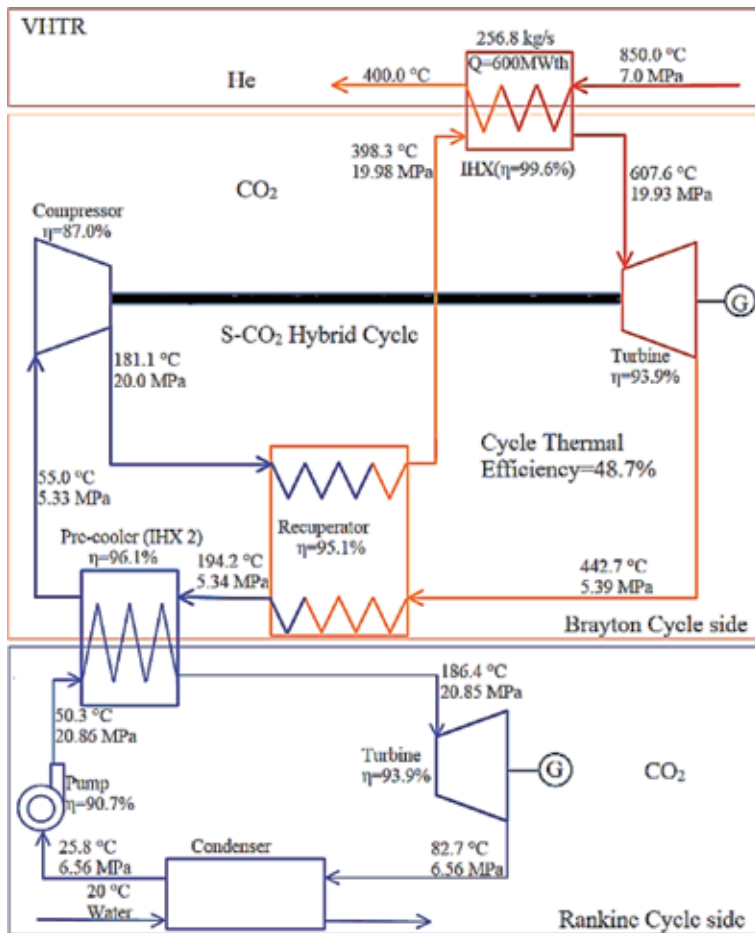 VHTR
256.8 kg/s
Q=600MWth
850.0 °C
7.0 MPa
He
400.0 °C
398.3 °C
19.98 MPa
IHX(η=99.6%)
607.6 °C
19.93 MPa
CO₂
Compressor
η=87.0%
G
S-CO₂ Hybrid Cycle
Turbine
η=93.9%
181.1 °C
20.0 MPa
Cycle Thermal
Efficiency=48.7%
55.0 °C
5.33 MPa
Recuperator
η=95.1%
Pre-cooler (IHX 2)
η=96.1%
194.2 °C
5.34 MPa
442.7 °C
5.39 MPa
Brayton Cycle side
186.4 °C
20.85 MPa
50.3 °C
20.86 MPa
Turbine
η=93.9%
G
CO₂
Pump
η=90.7%
25.8 °C
6.56 MPa
Condenser
82.7 °C
6.56 MPa
20 °C
Water
Rankine Cycle side